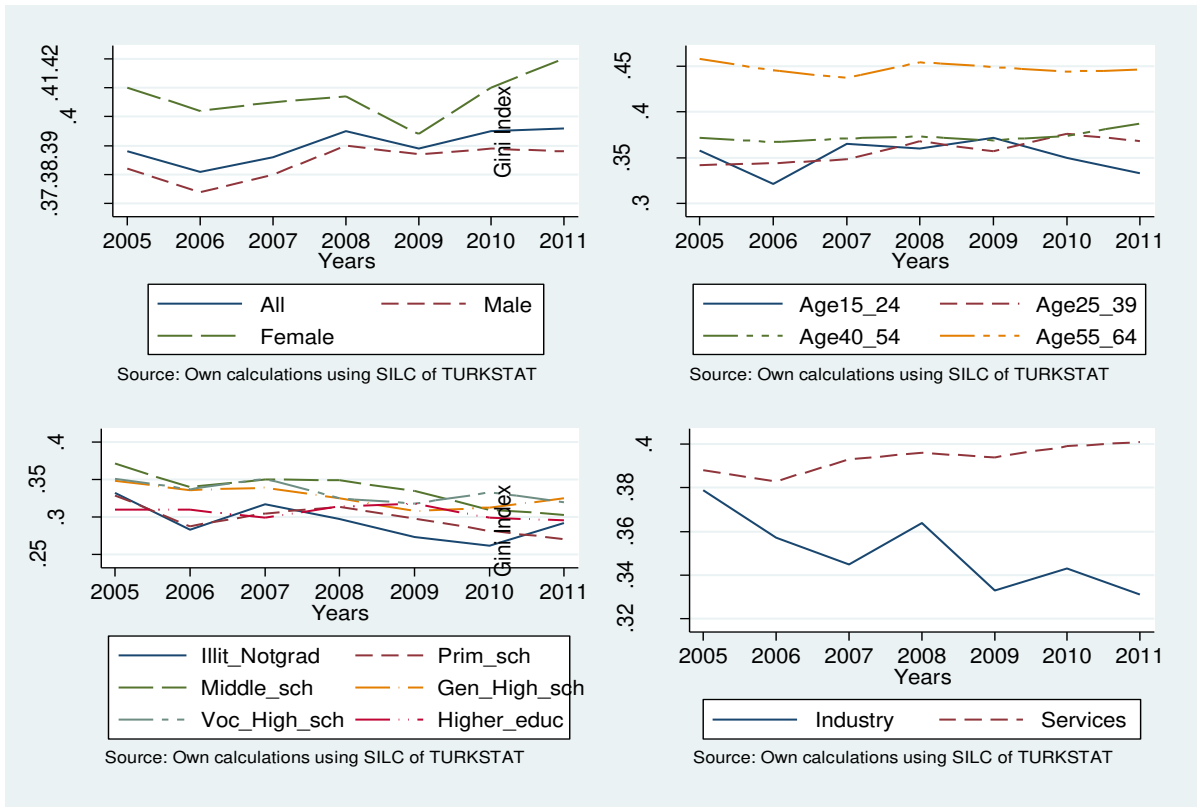 .37.38.39 .4 .41.42
Gini Index
2005 2006 2007 2008 2009 2010 2011
Years
All Male
Female
Source: Own calculations using SILC of TURKSTAT
.3 .35 .4 .45
2005 2006 2007 2008 2009 2010 2011
Years
Age15_24 Age25_39
Age40_54 Age55_64
Source: Own calculations using SILC of TURKSTAT
.25 .3 .35 .4
Gini Index
2005 2006 2007 2008 2009 2010 2011
Years
Illit_Notgrad Prim_sch
Middle_sch Gen_High_sch
Voc_High_sch Higher_educ
Source: Own calculations using SILC of TURKSTAT
.32 .34 .36 .38 .4
2005 2006 2007 2008 2009 2010 2011
Years
Industry Services
Source: Own calculations using SILC of TURKSTAT